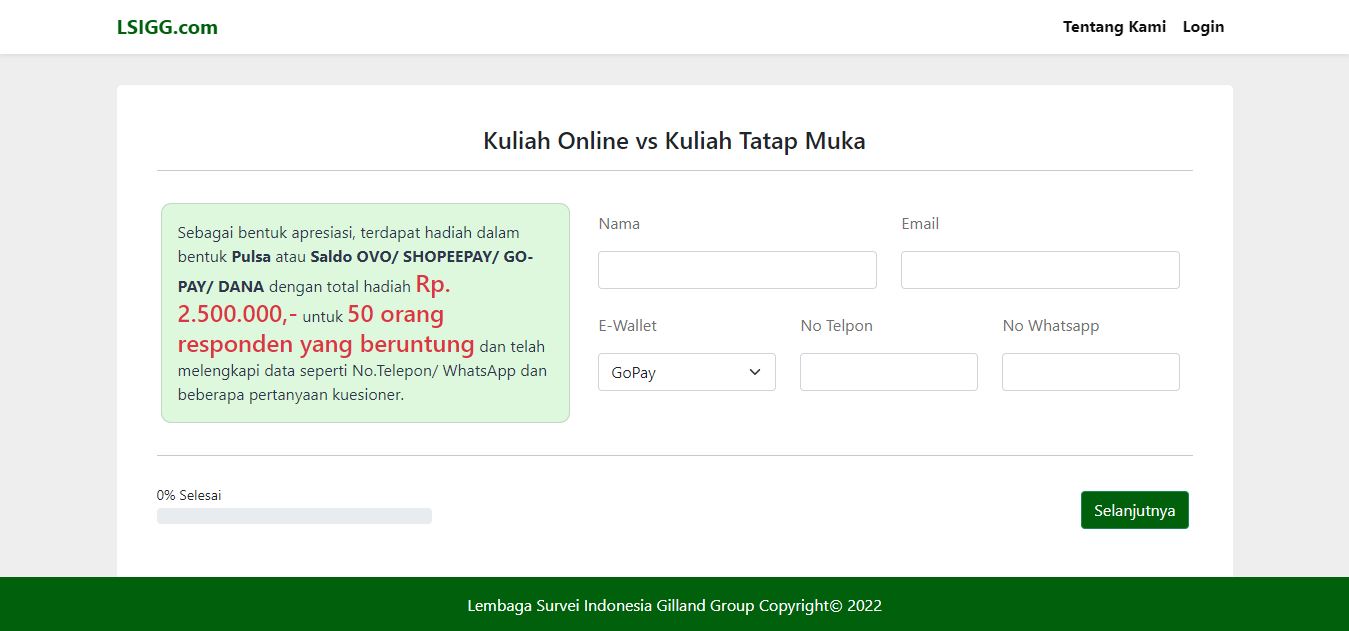 LSIGG.com
Tentang Kami Login
Kuliah Online vs Kuliah Tatap Muka
Sebagai bentuk apresiasi, terdapat hadiah dalam
bentuk Pulsa atau Saldo OVO/ SHOPEEPAY/ GO-
PAY/ DANA dengan total hadiah Rp.
2.500.000,- untuk 50 orang
responden yang beruntung dan telah
melengkapi data seperti No.Telepon/ WhatsApp dan
beberapa pertanyaan kuesioner.
Nama Email
E-Wallet No Telpon No Whatsapp
GoPay
0% Selesai
Selanjutnya
Lembaga Survei Indonesia Gilland Group Copyright© 2022